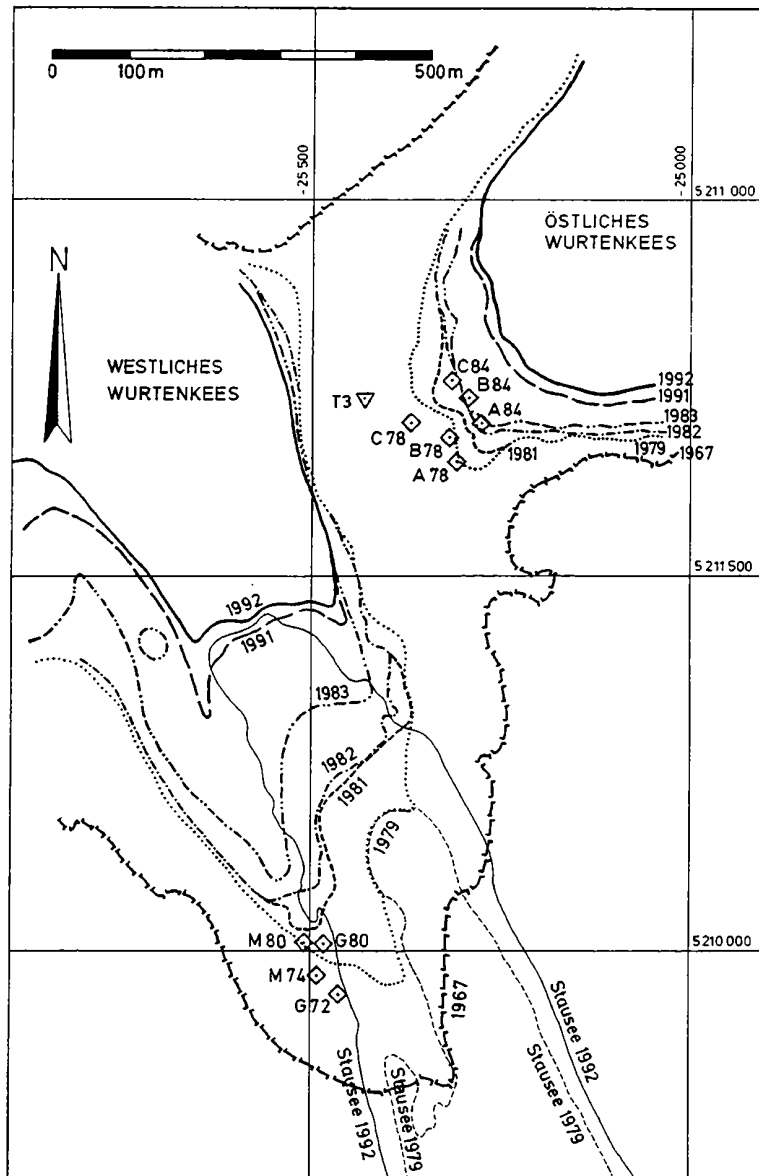 0
100m
500m
-25 500
-25 000
5 211 000
N
ÖSTLICHES
WURTENKEES
WESTLICHES
WURTENKEES
T3
C84
B84
A84
C78
B78
A78
1992
1991
1983
1982
1981
1979
1967
5 211 500
1992
1991
1983
1982
1981
1979
M80
G80
M74
G72
5 210 000
1967
Stausee 1992
Stausee 1979
Stausee 1979
Stausee 1992